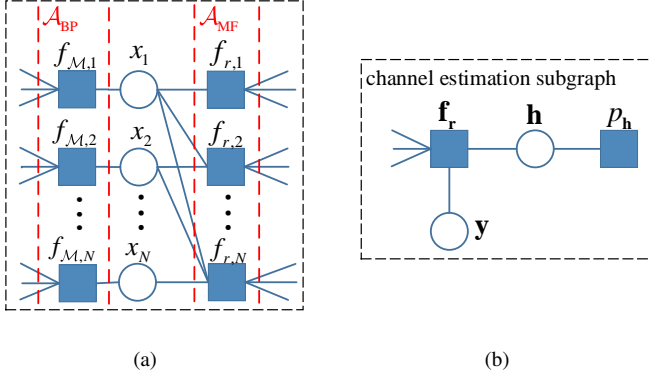 𝒜_BP 𝒜_MF
f_ℳ,1 x_1 f_r,1
f_ℳ,2 x_2 f_r,2
f_ℳ,N x_N f_r,N
(a)
channel estimation subgraph
f_r h p_h
y
(b)